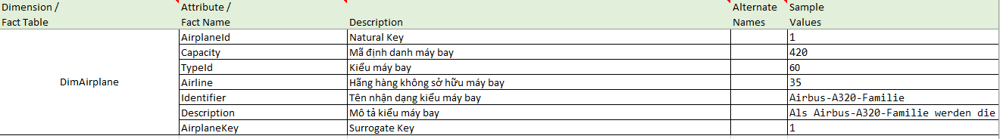 Dimension / Attribute / Alternate Sample
Fact Table Fact Name Description Names Values
AirplaneId Natural Key 1
Capacity Mã định danh máy bay 420
TypeId Kiểu máy bay 60
DimAirplane Airline Hãng hàng không sở hữu máy bay 35
Identifier Tên nhận dạng kiểu máy bay Airbus-A320-Familie
Description Mô tả kiểu máy bay Als Airbus-A320-Familie werden die
AirplaneKey Surrogate Key 1